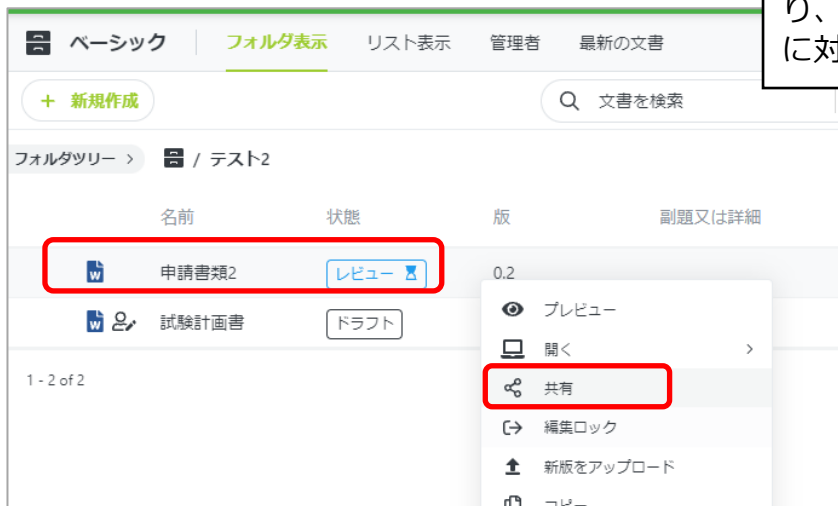 り、
に対
ベーシック フォルダ表示 リスト表示 管理者 最新の文書
+ 新規作成 文書を検索
フォルダツリー > / テスト2
名前 状態 版 副題又は詳細
申請書類2 レビュー 0.2
試験計画書 ドラフト
プレビュー
開く >
1 - 2 of 2
共有
編集ロック
新版をアップロード
コピー